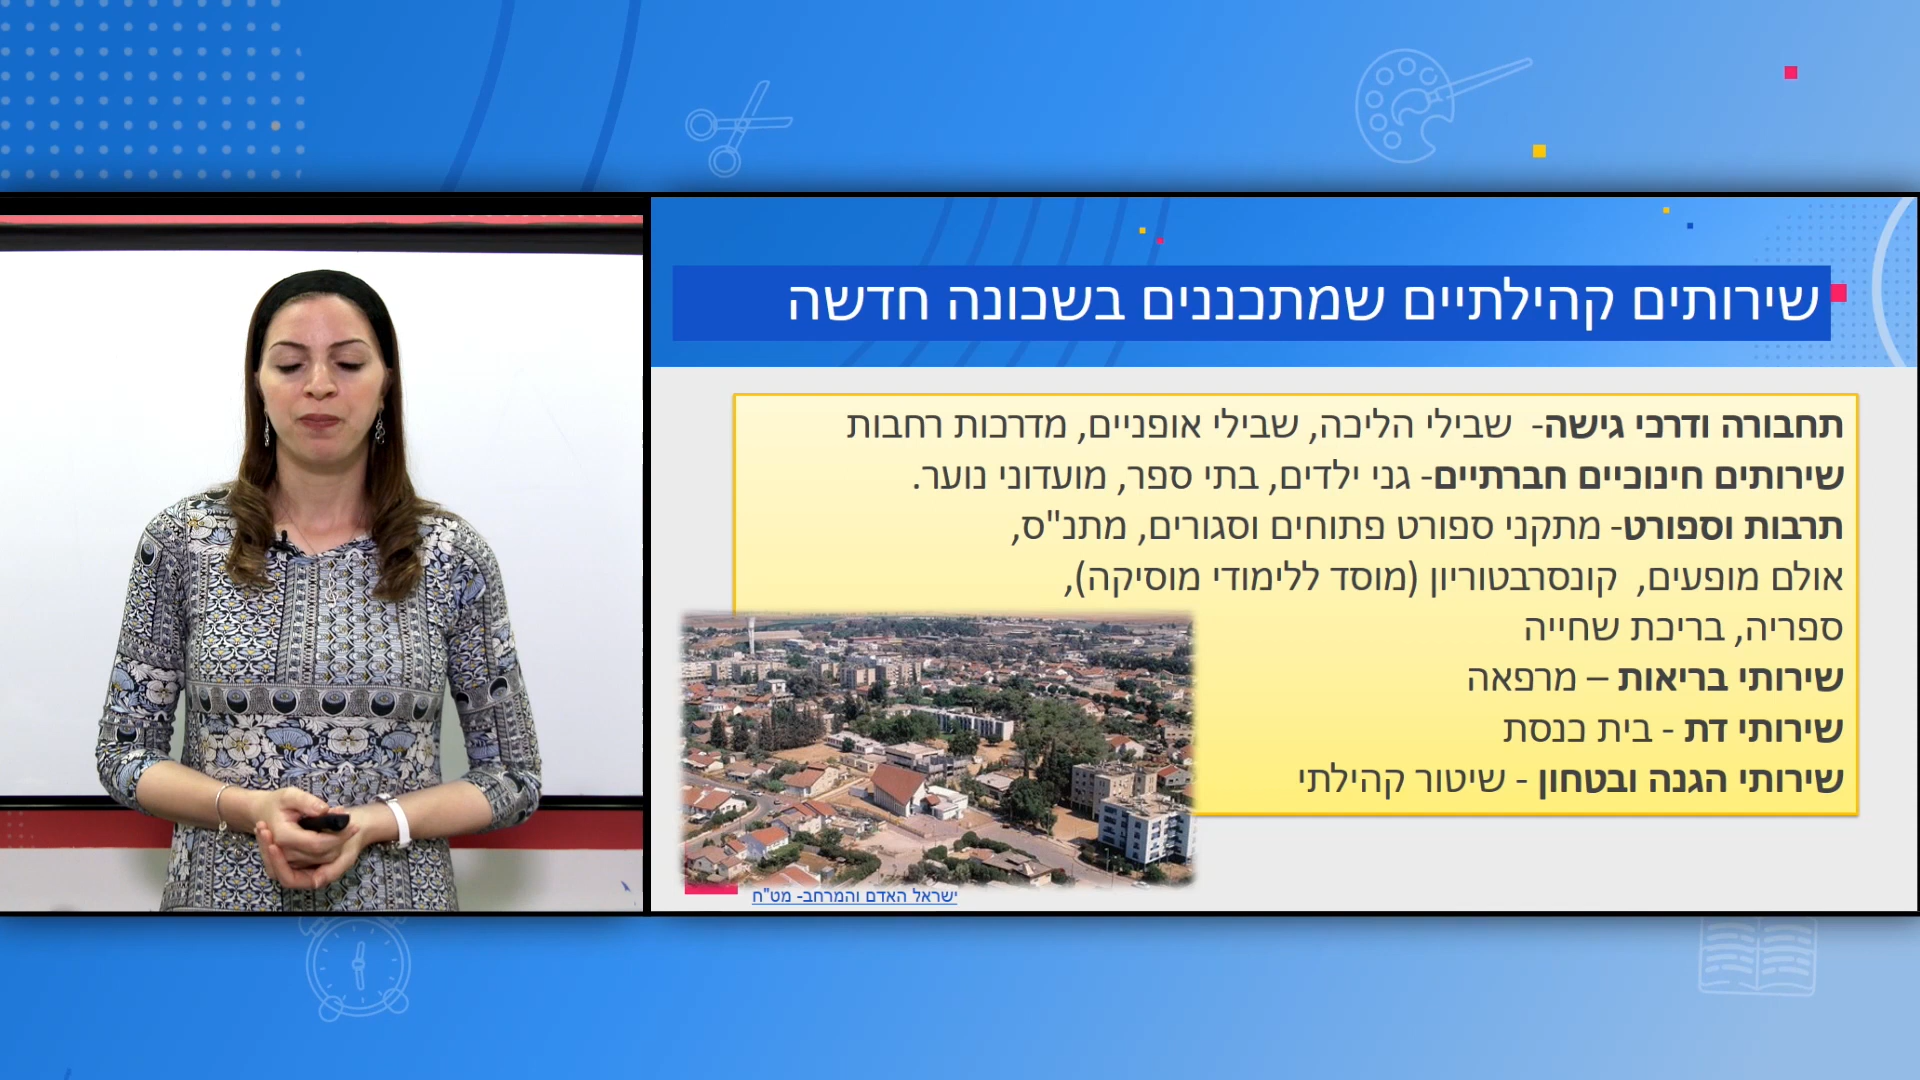 שירותים קהילתיים שמתכננים בשכונה חדשה
תחבורה ודרכי גישה-  שבילי הליכה, שבילי אופניים, מדרכות רחבות
שירותים חינוכיים חברתיים- גני ילדים, בתי ספר, מועדוני נוער.
תרבות וספורט- מתקני ספורט פתוחים וסגורים, מתנ"ס,
אולם מופעים,  קונסרבטוריון (מוסד ללימודי מוסיקה),
ספריה, בריכת שחייה
שירותי בריאות – מרפאה
שירותי דת - בית כנסת
שירותי הגנה ובטחון - שיטור קהילתי
ישראל האדם והמרחב- מט"ח